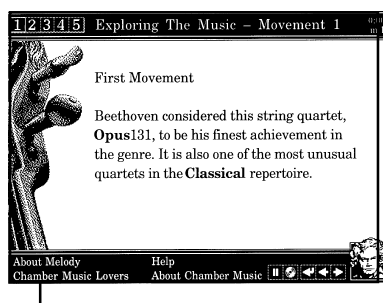 1 2 3 4 5 Exploring The Music – Movement 1
First Movement
Beethoven considered this string quartet,
Opus131, to be his finest achievement in
the genre. It is also one of the most unusual
quartets in the Classical repertoire.
About Melody Help
Chamber Music Lovers About Chamber Music